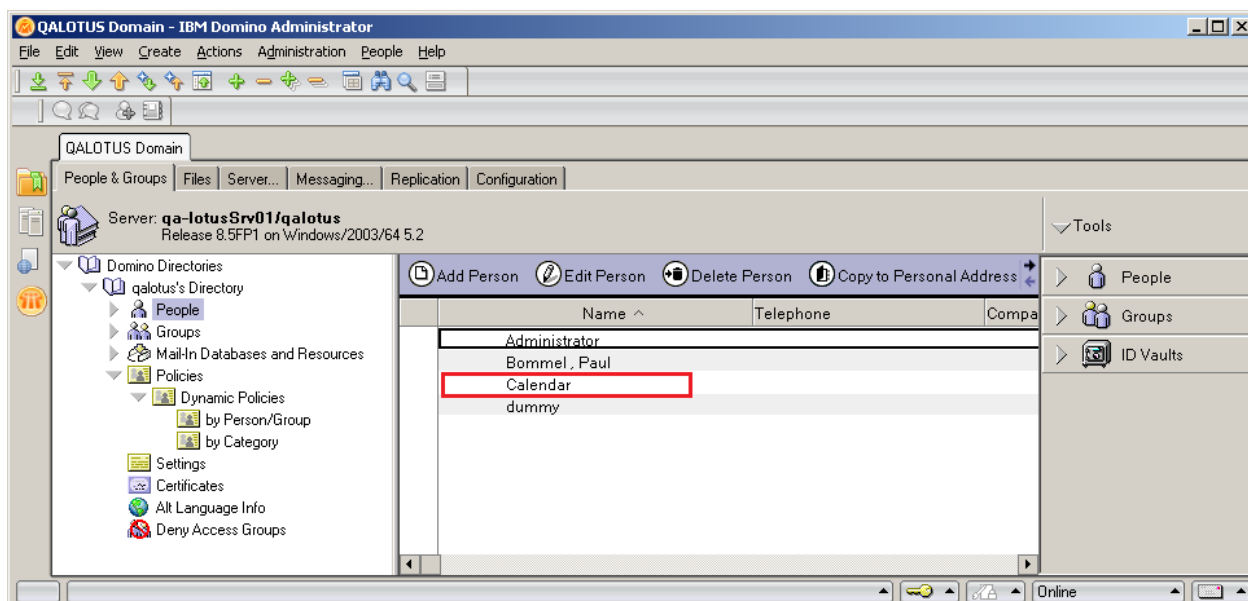 QALOTUS Domain - IBM Domino Administrator
File Edit View Create Actions Administration People Help
QALOTUS Domain
People & Groups Files Server... Messaging... Replication Configuration
Server: qa-lotusSrv01/qalotus
Release 8.5FP1 on Windows/2003/64 5.2
Tools
Domino Directories
qalotus's Directory
People
Groups
Mail-In Databases and Resources
Policies
Dynamic Policies
by Person/Group
by Category
Settings
Certificates
Alt Language Info
Deny Access Groups
Add Person Edit Person Delete Person Copy to Personal Address
Name Telephone Compa
Administrator
Bommel , Paul
Calendar
dummy
People
Groups
ID Vaults
Online